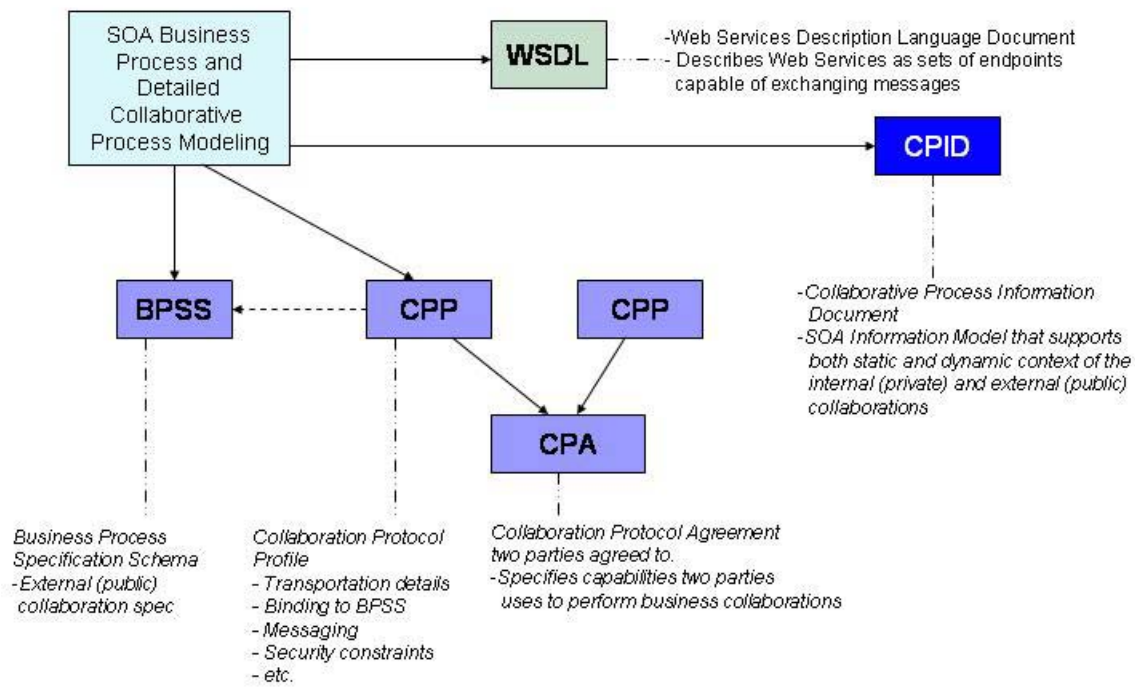 SOA Business
Process and
Detailed
Collaborative
Process Modeling
WSDL
-Web Services Description Language Document
- Describes Web Services as sets of endpoints
capable of exchanging messages
CPID
BPSS
CPP
CPP
-Collaborative Process Information
Document
-SOA Information Model that supports
both static and dynamic context of the
internal (private) and external (public)
collaborations
CPA
Business Process
Specification Schema
-External (public)
collaboration spec
Collaboration Protocol
Profile
- Transportation details
- Binding to BPSS
- Messaging
- Security constraints
- etc.
Collaboration Protocol Agreement
two parties agreed to.
-Specifies capabilities two parties
uses to perform business collaborations